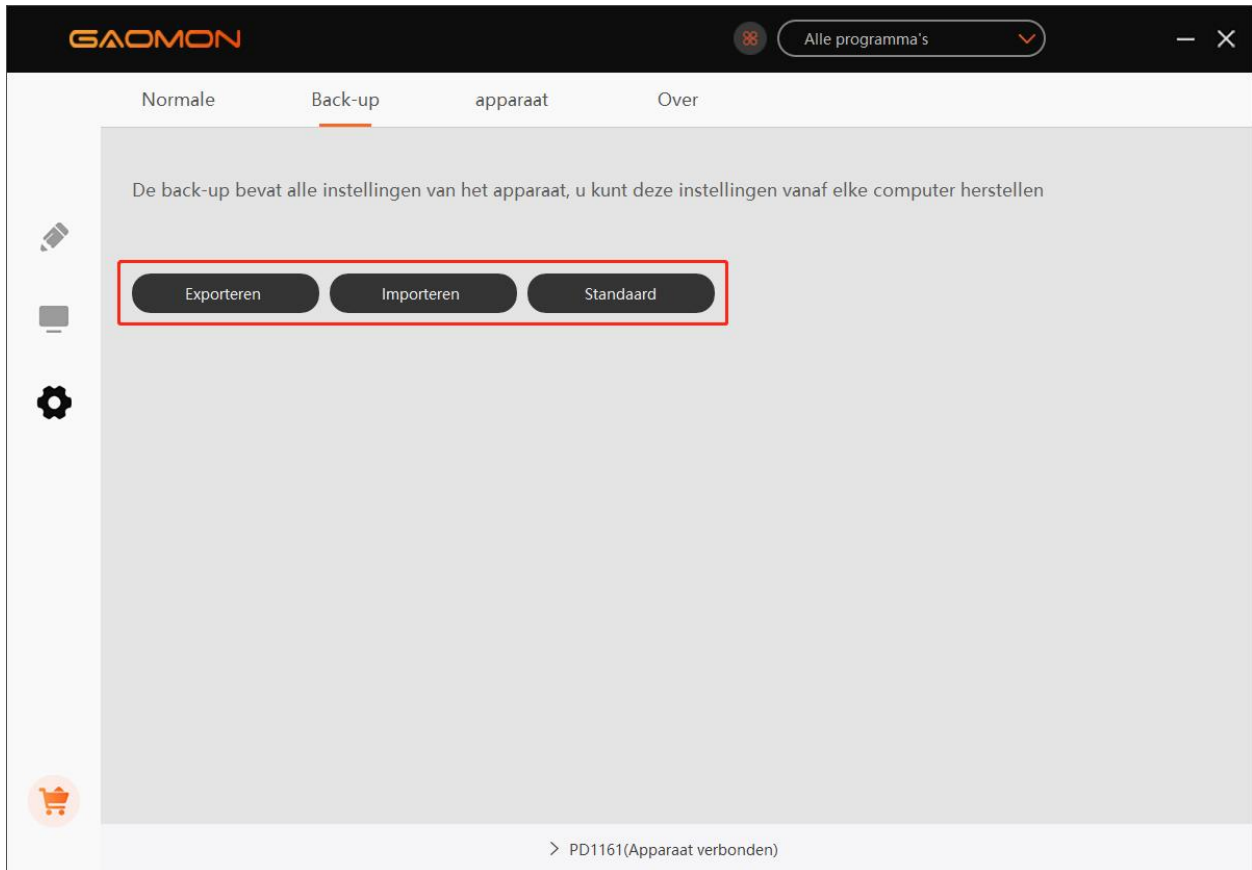 GAOMON
Alle programma's
Normale Back-up apparaat Over
De back-up bevat alle instellingen van het apparaat, u kunt deze instellingen vanaf elke computer herstellen
Exporteren Importeren Standaard
PD1161(Apparaat verbonden)